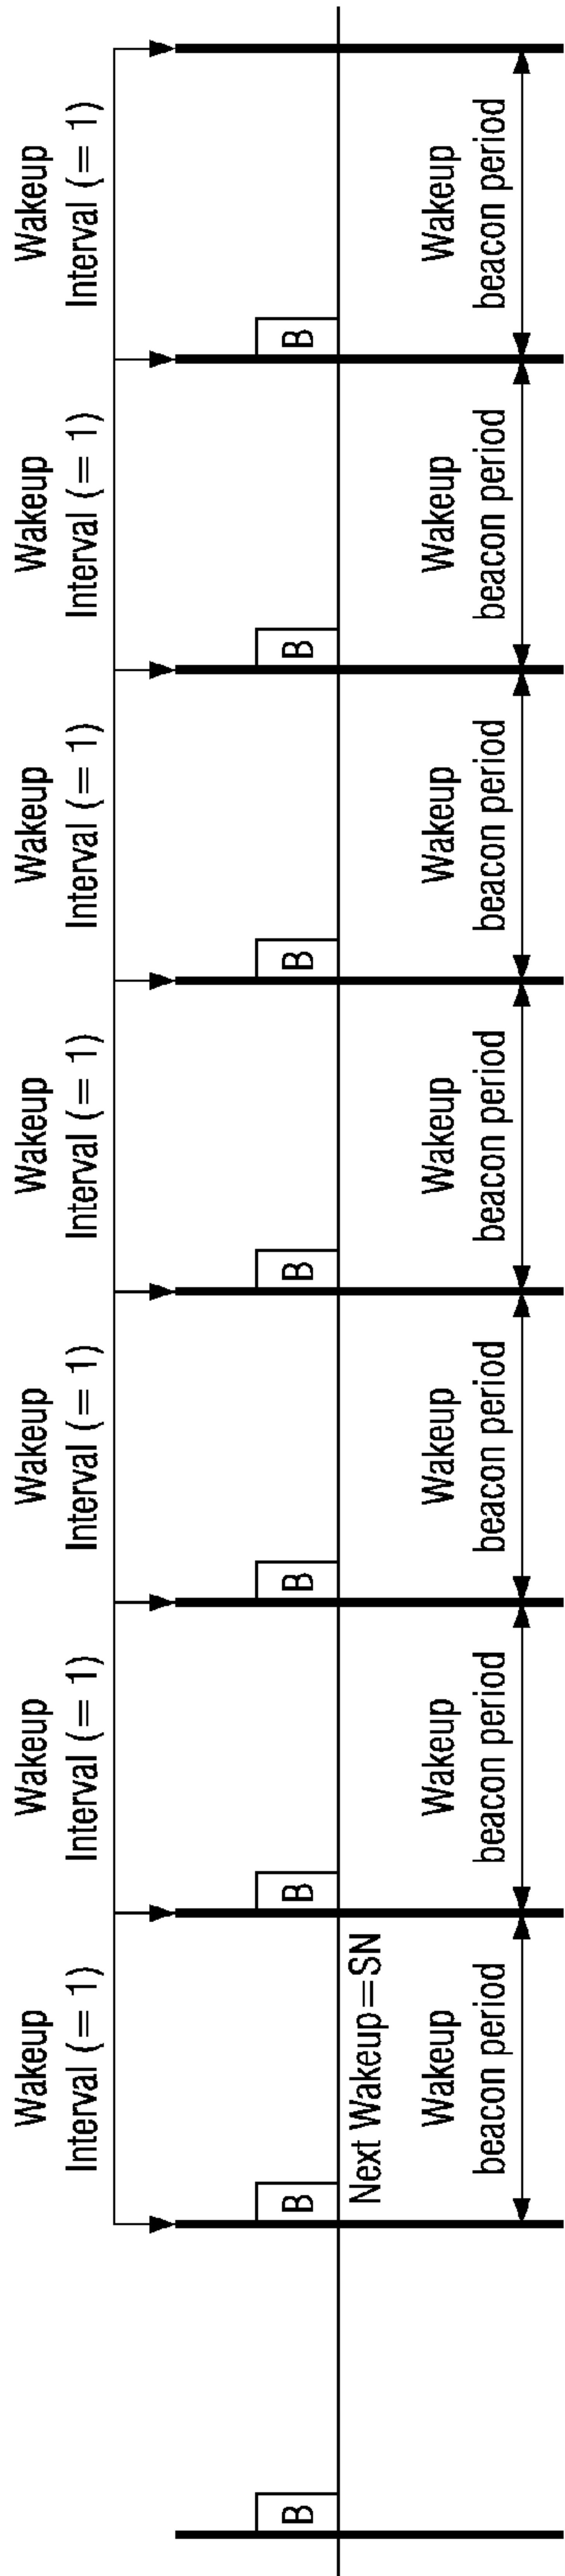 Wakeup
Interval (= 1)
Wakeup
Interval (= 1)
Wakeup
Interval (= 1)
Wakeup
Interval (= 1)
Wakeup
Interval (= 1)
Wakeup
Interval (= 1)
Wakeup
Interval (= 1)
B
B
B
B
B
B
B
B
Next Wakeup=SN
Wakeup
beacon period
Wakeup
beacon period
Wakeup
beacon period
Wakeup
beacon period
Wakeup
beacon period
Wakeup
beacon period
Wakeup
beacon period